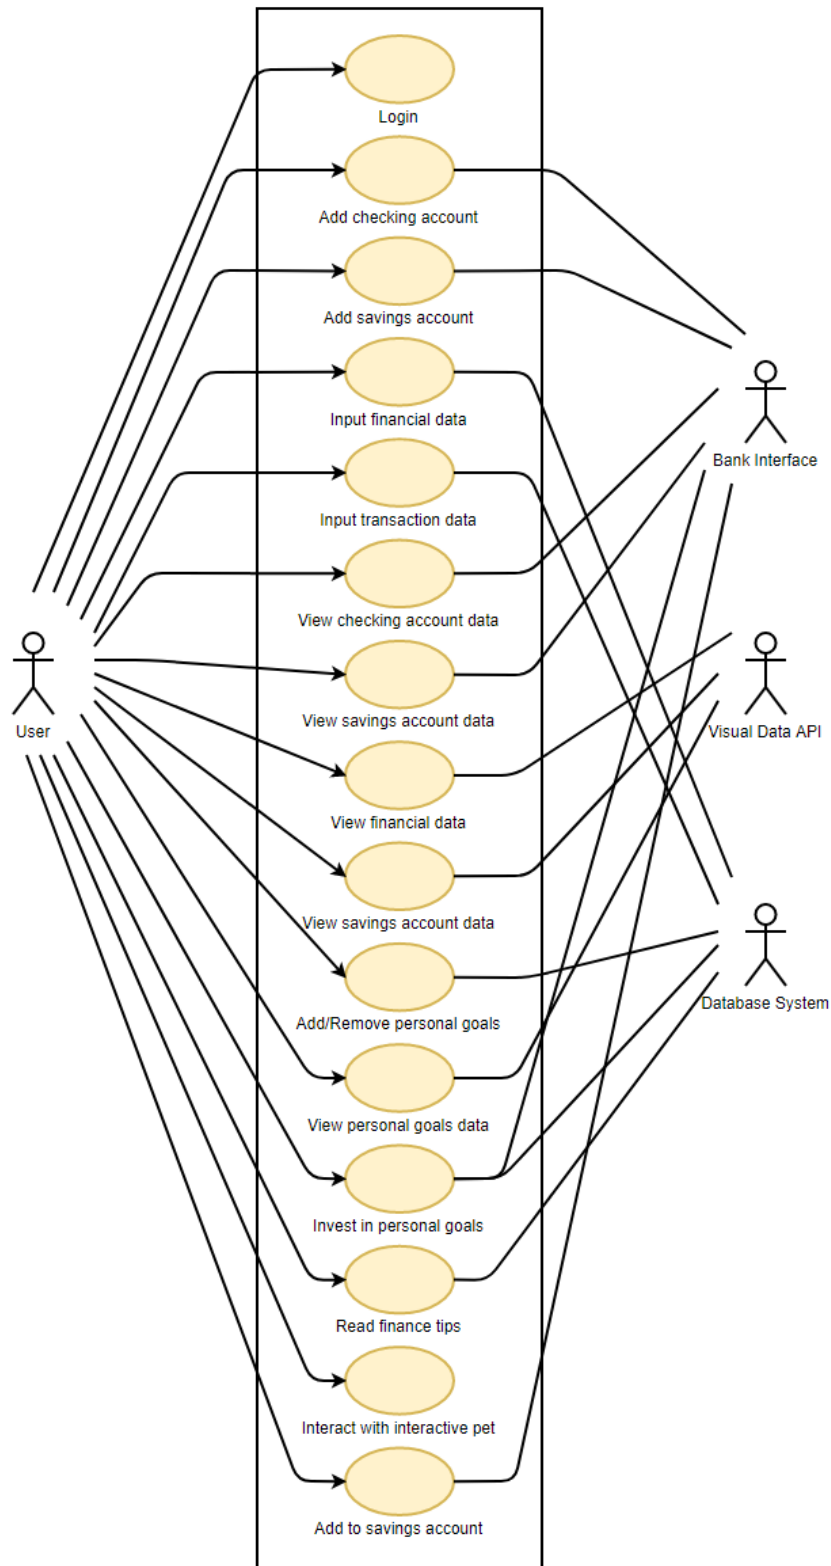 Login
Add checking account
Add savings account
Input financial data
Bank Interface
Input transaction data
View checking account data
View savings account data
User
Visual Data API
View financial data
View savings account data
Database System
Add/Remove personal goals
View personal goals data
Invest in personal goals
Read finance tips
Interact with interactive pet
Add to savings account